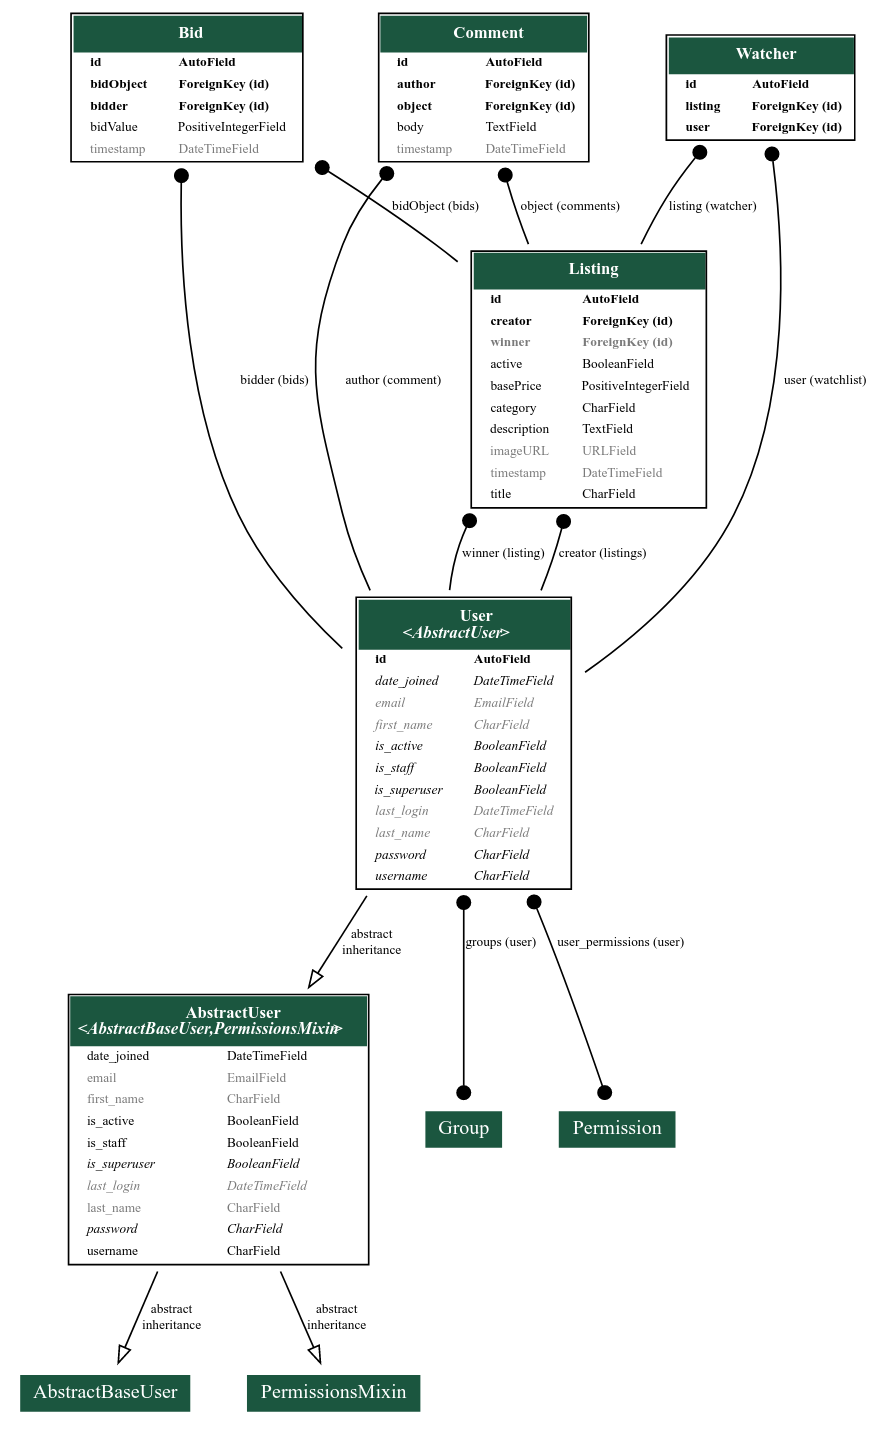 Bid
id AutoField
bidObject ForeignKey (id)
bidder ForeignKey (id)
bidValue PositiveIntegerField
timestamp DateTimeField
Comment
id AutoField
author ForeignKey (id)
object ForeignKey (id)
body TextField
timestamp DateTimeField
Watcher
id AutoField
listing ForeignKey (id)
user ForeignKey (id)
bidObject (bids)
object (comments)
listing (watcher)
Listing
id AutoField
creator ForeignKey (id)
winner ForeignKey (id)
active BooleanField
basePrice PositiveIntegerField
category CharField
description TextField
imageURL URLField
timestamp DateTimeField
title CharField
bidder (bids)
author (comment)
user (watchlist)
winner (listing)
creator (listings)
User
<AbstractUser>
id AutoField
date_joined DateTimeField
email EmailField
first_name CharField
is_active BooleanField
is_staff BooleanField
is_superuser BooleanField
last_login DateTimeField
last_name CharField
password CharField
username CharField
abstract
inheritance
groups (user)
user_permissions (user)
AbstractUser
<AbstractBaseUser,PermissionsMixin>
date_joined DateTimeField
email EmailField
first_name CharField
is_active BooleanField
is_staff BooleanField
is_superuser BooleanField
last_login DateTimeField
last_name CharField
password CharField
username CharField
Group
Permission
abstract
inheritance
abstract
inheritance
AbstractBaseUser
PermissionsMixin